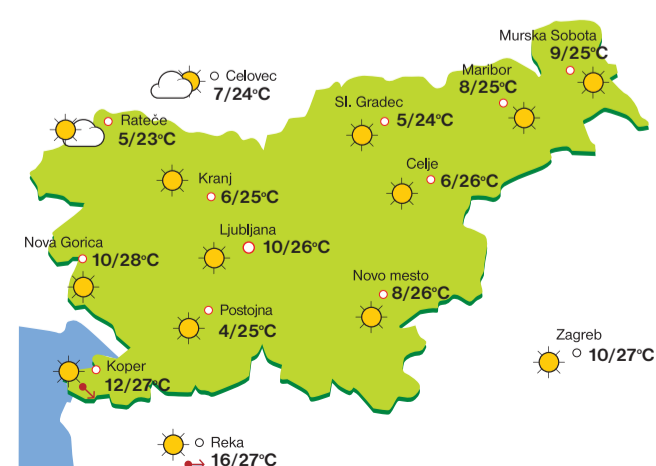 Murska Sobota
9/25°C
Maribor
8/25°C
Celovec
7/24°C
Sl. Gradec
5/24°C
Rateče
5/23°C
Celje
6/26°C
Kranj
6/25°C
Ljubljana
10/26°C
Nova Gorica
10/28°C
Novo mesto
8/26°C
Postojna
4/25°C
Zagreb
10/27°C
Koper
12/27°C
Reka
16/27°C